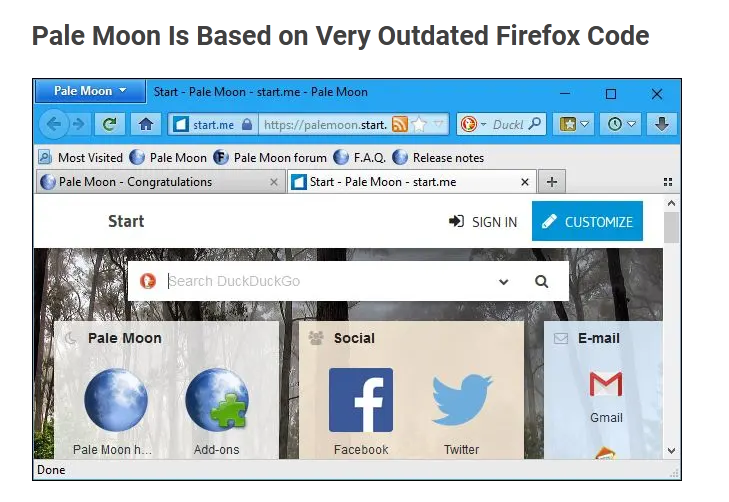 Pale Moon Is Based on Very Outdated Firefox Code
Pale Moon
Start - Pale Moon - start.me - Pale Moon
start.me
https://palemoon.start.
Duckl
Most Visited
Pale Moon
Pale Moon forum
F.A.Q.
Release notes
Pale Moon - Congratulations
Start - Pale Moon - start.me
Start
SIGN IN
CUSTOMIZE
Search DuckDuckGo
Pale Moon
Social
E-mail
Gmail
Pale Moon h...
Add-ons
Facebook
Twitter
Done